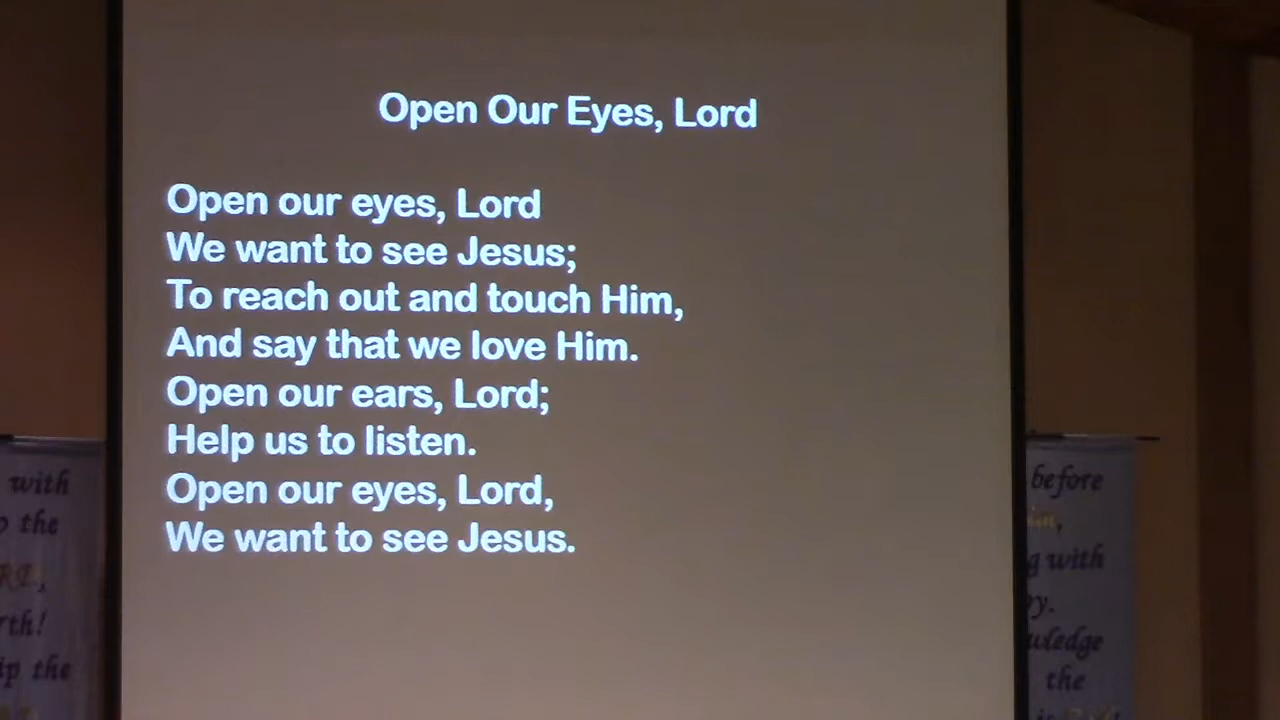 Open Our Eyes, Lord
Open our eyes, Lord
We want to see Jesus;
To reach out and touch Him,
And say that we love Him.
Open our ears, Lord;
Help us to listen.
Open our eyes, Lord,
We want to see Jesus.
with
the
rth!
the
before
with
the